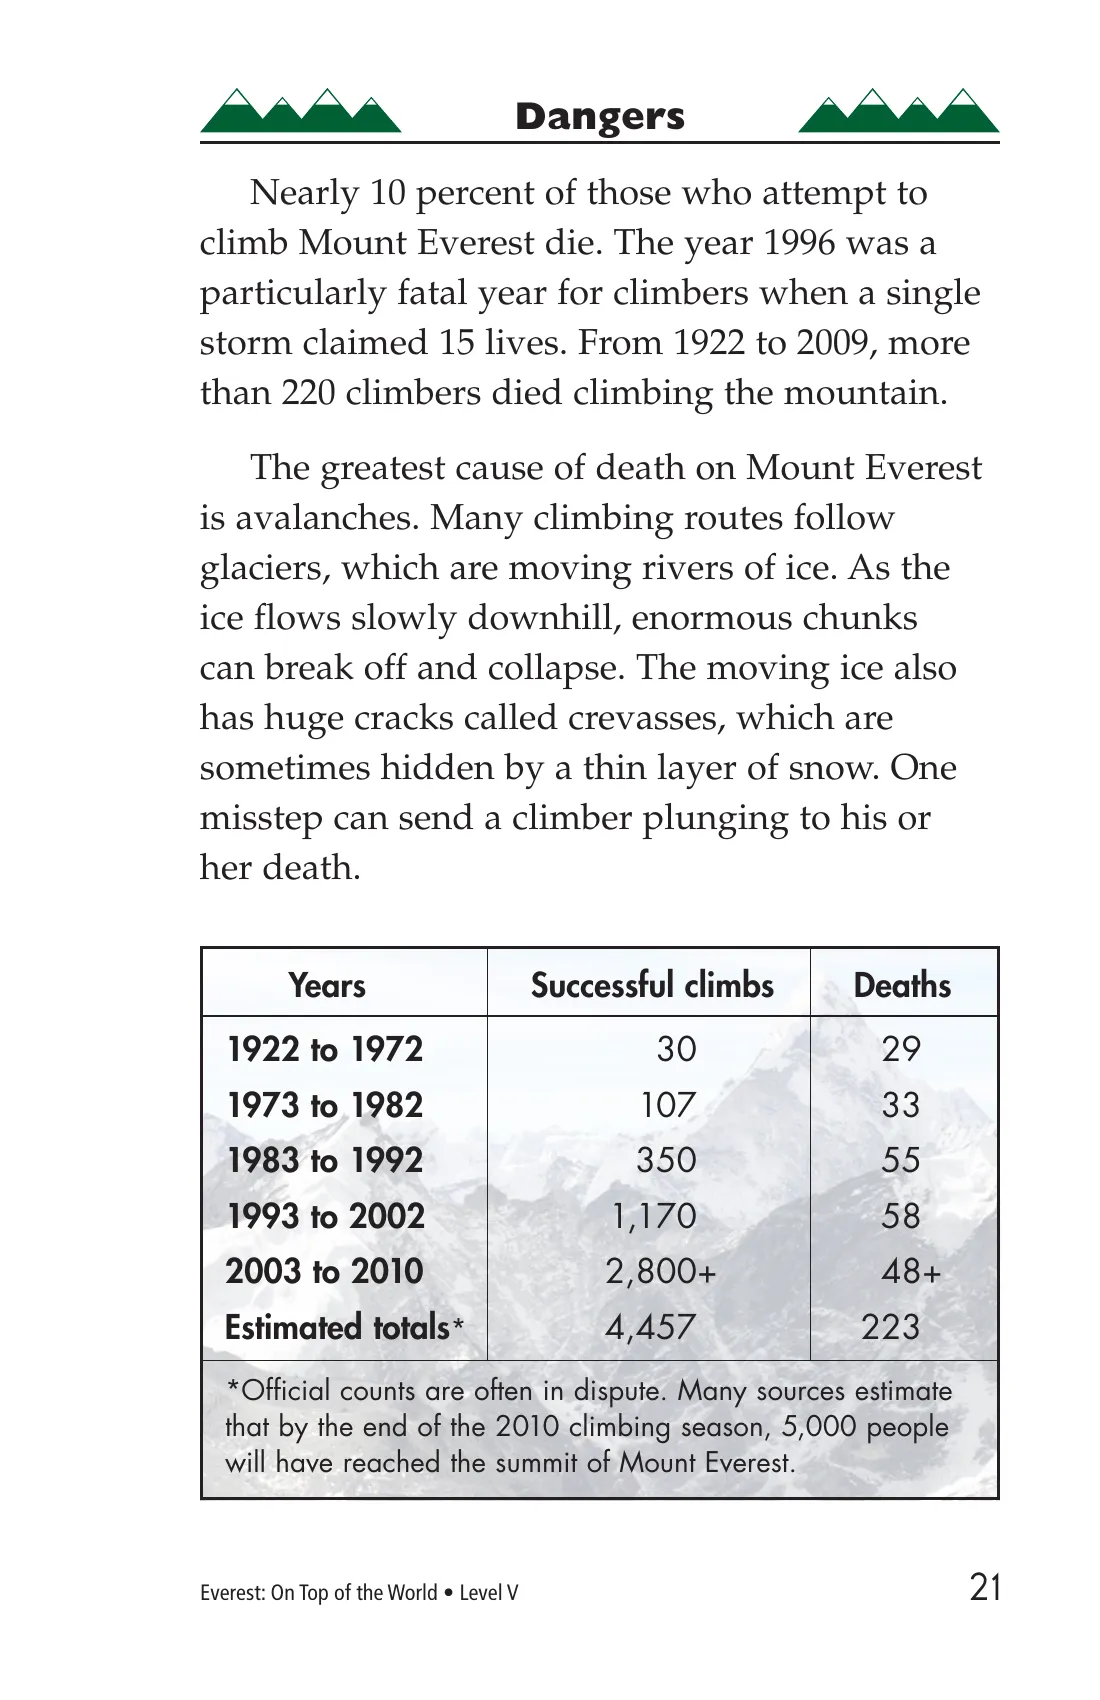 Dangers
Nearly 10 percent of those who attempt to
climb Mount Everest die. The year 1996 was a
particularly fatal year for climbers when a single
storm claimed 15 lives. From 1922 to 2009, more
than 220 climbers died climbing the mountain.
The greatest cause of death on Mount Everest
is avalanches. Many climbing routes follow
glaciers, which are moving rivers of ice. As the
ice flows slowly downhill, enormous chunks
can break off and collapse. The moving ice also
has huge cracks called crevasses, which are
sometimes hidden by a thin layer of snow. One
misstep can send a climber plunging to his or
her death.
Years Successful climbs Deaths
1922 to 1972 30 29
1973 to 1982 107 33
1983 to 1992 350 55
1993 to 2002 1,170 58
2003 to 2010 2,800+ 48+
Estimated totals* 4,457 223
*Official counts are often in dispute. Many sources estimate
that by the end of the 2010 climbing season, 5,000 people
will have reached the summit of Mount Everest.
Everest: On Top of the World • Level V 21